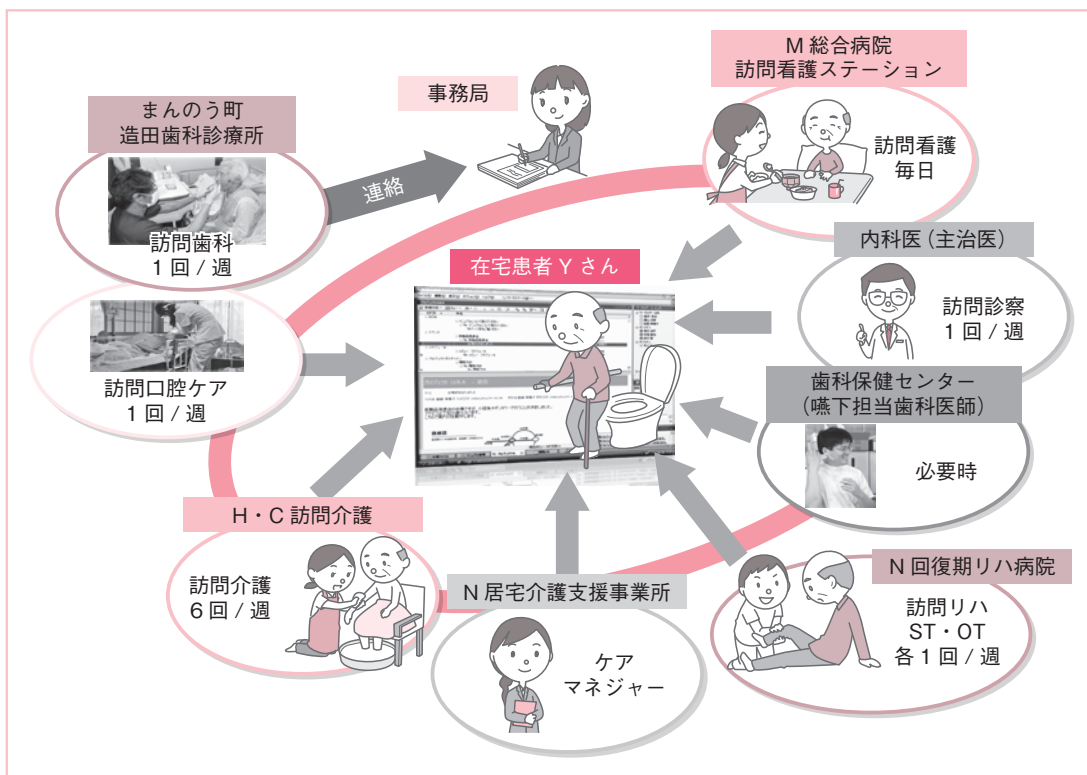 M 総合病院
訪問看護ステーション
訪問看護
毎日
事務局
まんのう町
造田歯科診療所
訪問歯科
1 回 / 週
連絡
内科医 (主治医)
訪問診察
1 回 / 週
在宅患者 Y さん
訪問口腔ケア
1 回 / 週
歯科保健センター
(嚥下担当歯科医師)
必要時
H・C 訪問介護
訪問介護
6 回 / 週
N 居宅介護支援事業所
ケア
マネジャー
N 回復期リハ病院
訪問リハ
ST・OT
各 1 回 / 週